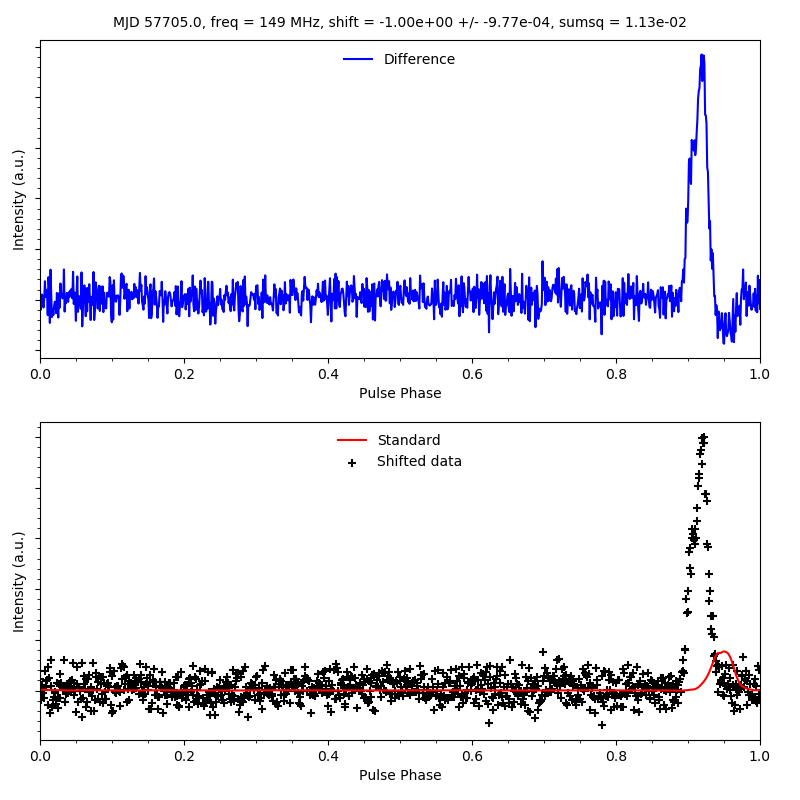 MJD 57705.0, freq = 149 MHz, shift = -1.00e+00 +/- -9.77e-04, sumsq = 1.13e-02
Difference
Intensity (a.u.)
0.0 0.2 0.4 0.6 0.8 1.0
Pulse Phase
Standard
Shifted data
Intensity (a.u.)
0.0 0.2 0.4 0.6 0.8 1.0
Pulse Phase